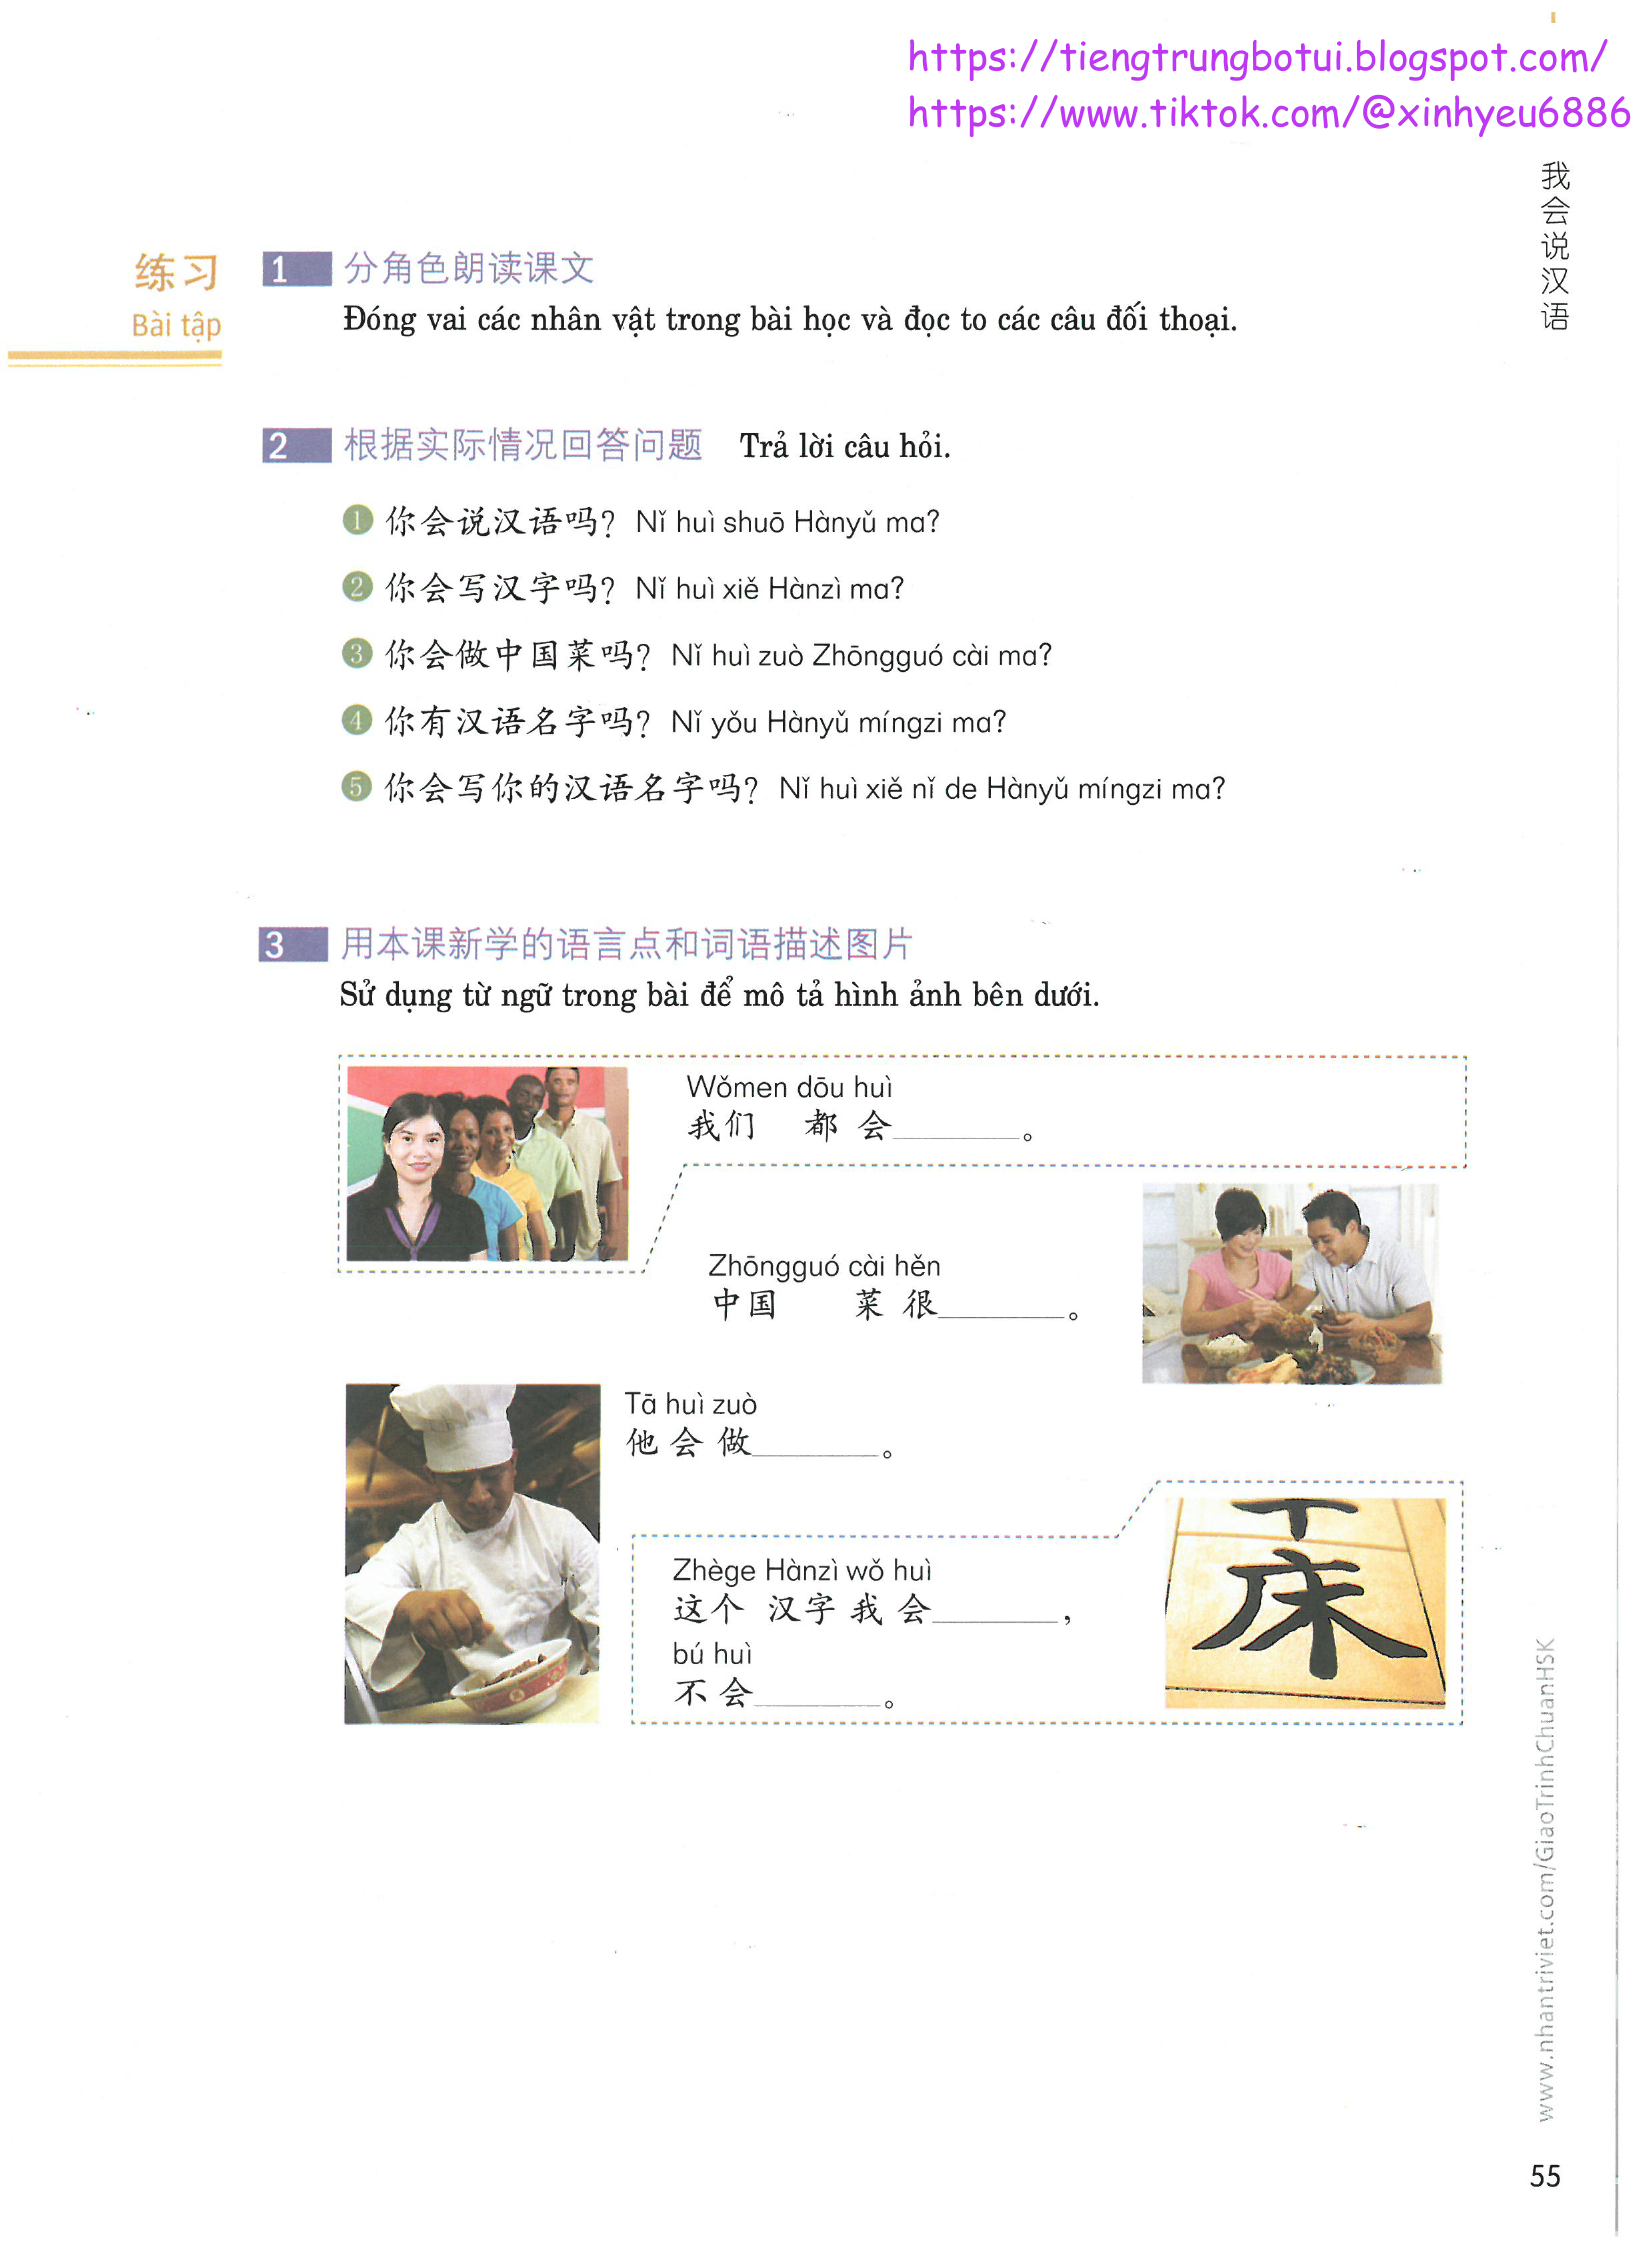 https://tiengtrungbotui.blogspot.com/
https://www.tiktok.com/@xinhyeu6886
我会说汉语
练习
Bài tập
1 分角色朗读课文
Đóng vai các nhân vật trong bài học và đọc to các câu đối thoại.
2 根据实际情况回答问题 Trả lời câu hỏi.
1 你会说汉语吗? Nǐ huì shuō Hànyǔ ma?
2 你会写汉字吗? Nǐ huì xiě Hànzì ma?
3 你会做中国菜吗? Nǐ huì zuò Zhōngguó cài ma?
4 你有汉语名字吗? Nǐ yǒu Hànyǔ míngzi ma?
5 你会写你的汉语名字吗? Nǐ huì xiě nǐ de Hànyǔ míngzi ma?
3 用本课新学的语言点和词语描述图片
Sử dụng từ ngữ trong bài để mô tả hình ảnh bên dưới.
Wǒmen dōu huì
我们 都 会________。
Zhōngguó cài hěn
中国 菜 很________。
Tā huì zuò
他 会 做________。
Zhège Hànzì wǒ huì
这个 汉字 我 会________,
bú huì
不会________。
床
www.nhantriviet.com/GiaoTrinhChuanHSK
55